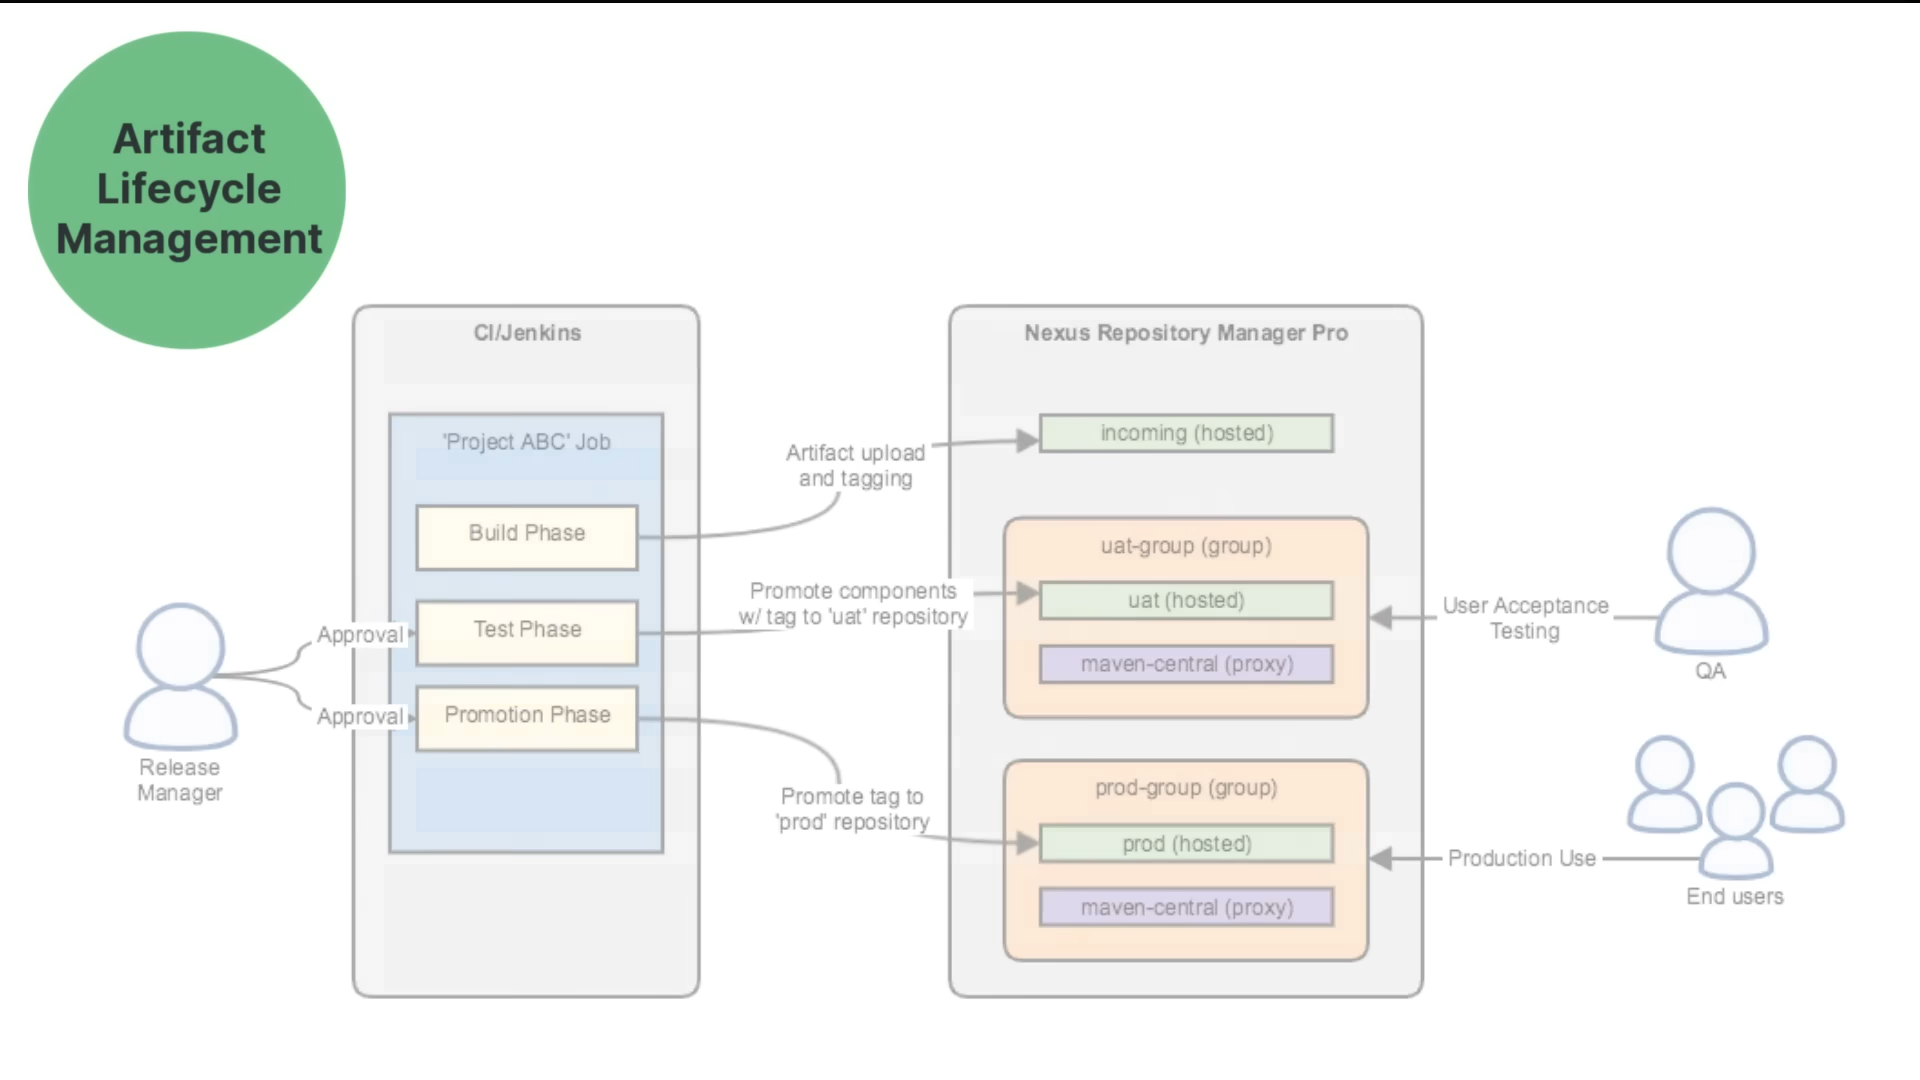 Artifact
Lifecycle
Management
CI/Jenkins
'Project ABC' Job
Build Phase
Test Phase
Promotion Phase
Approval
Approval
Release
Manager
Artifact upload
and tagging
Promote components
w/ tag to 'uat' repository
Promote tag to
'prod' repository
Nexus Repository Manager Pro
incoming (hosted)
uat-group (group)
uat (hosted)
maven-central (proxy)
prod-group (group)
prod (hosted)
maven-central (proxy)
User Acceptance
Testing
QA
Production Use
End users